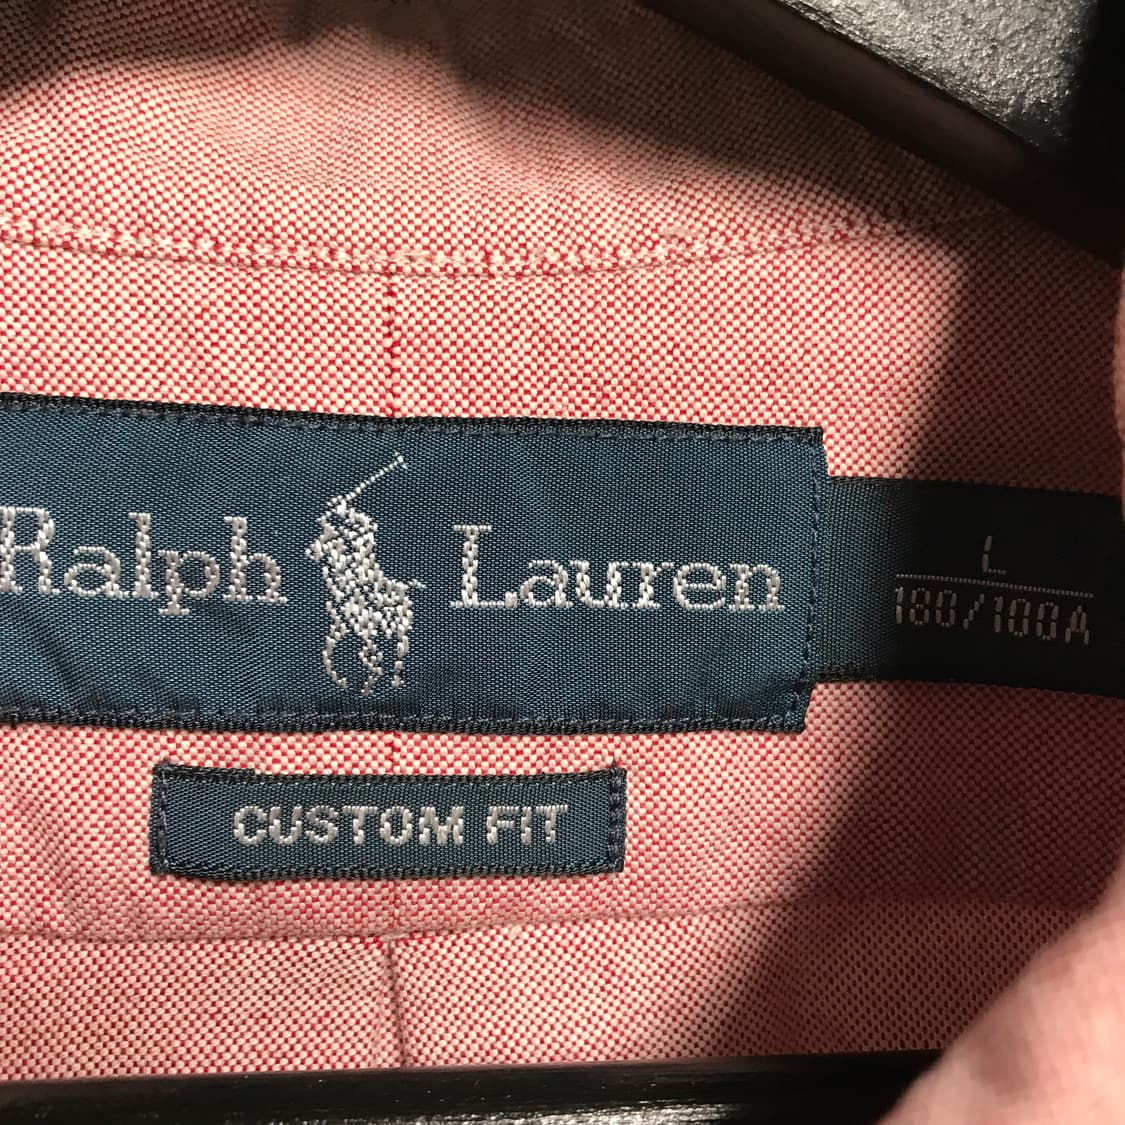 Ralph Lauren
L
180/100A
CUSTOM FIT